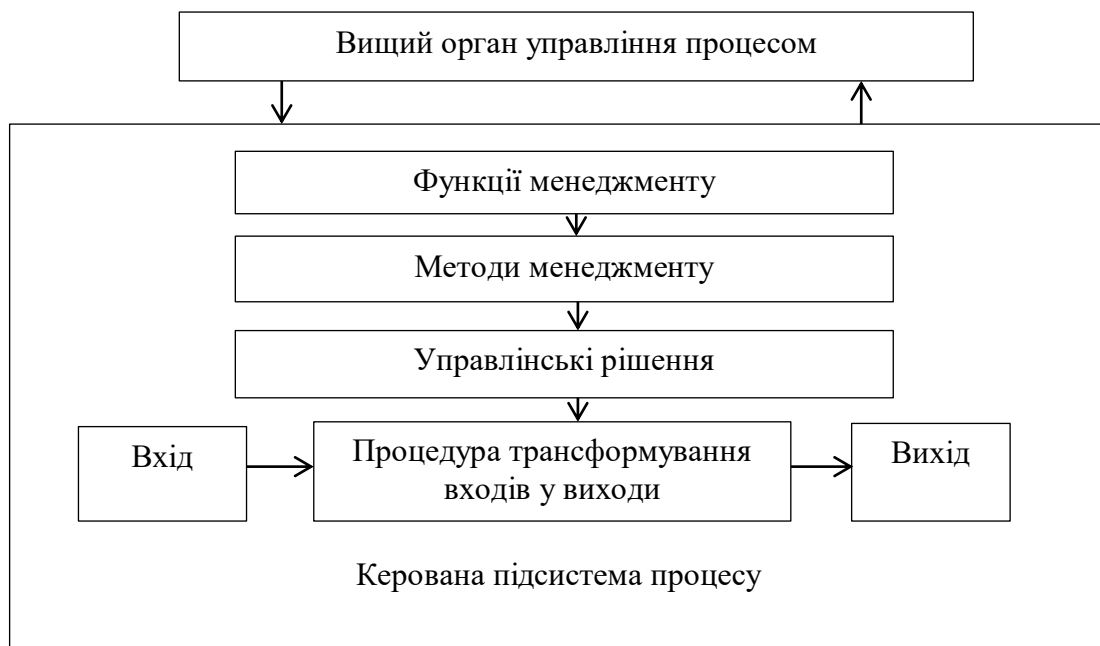 Вищий орган управління процесом
Функції менеджменту
Методи менеджменту
Управлінські рішення
Вхід
Процедура трансформування
входів у виходи
Вихід
Керована підсистема процесу